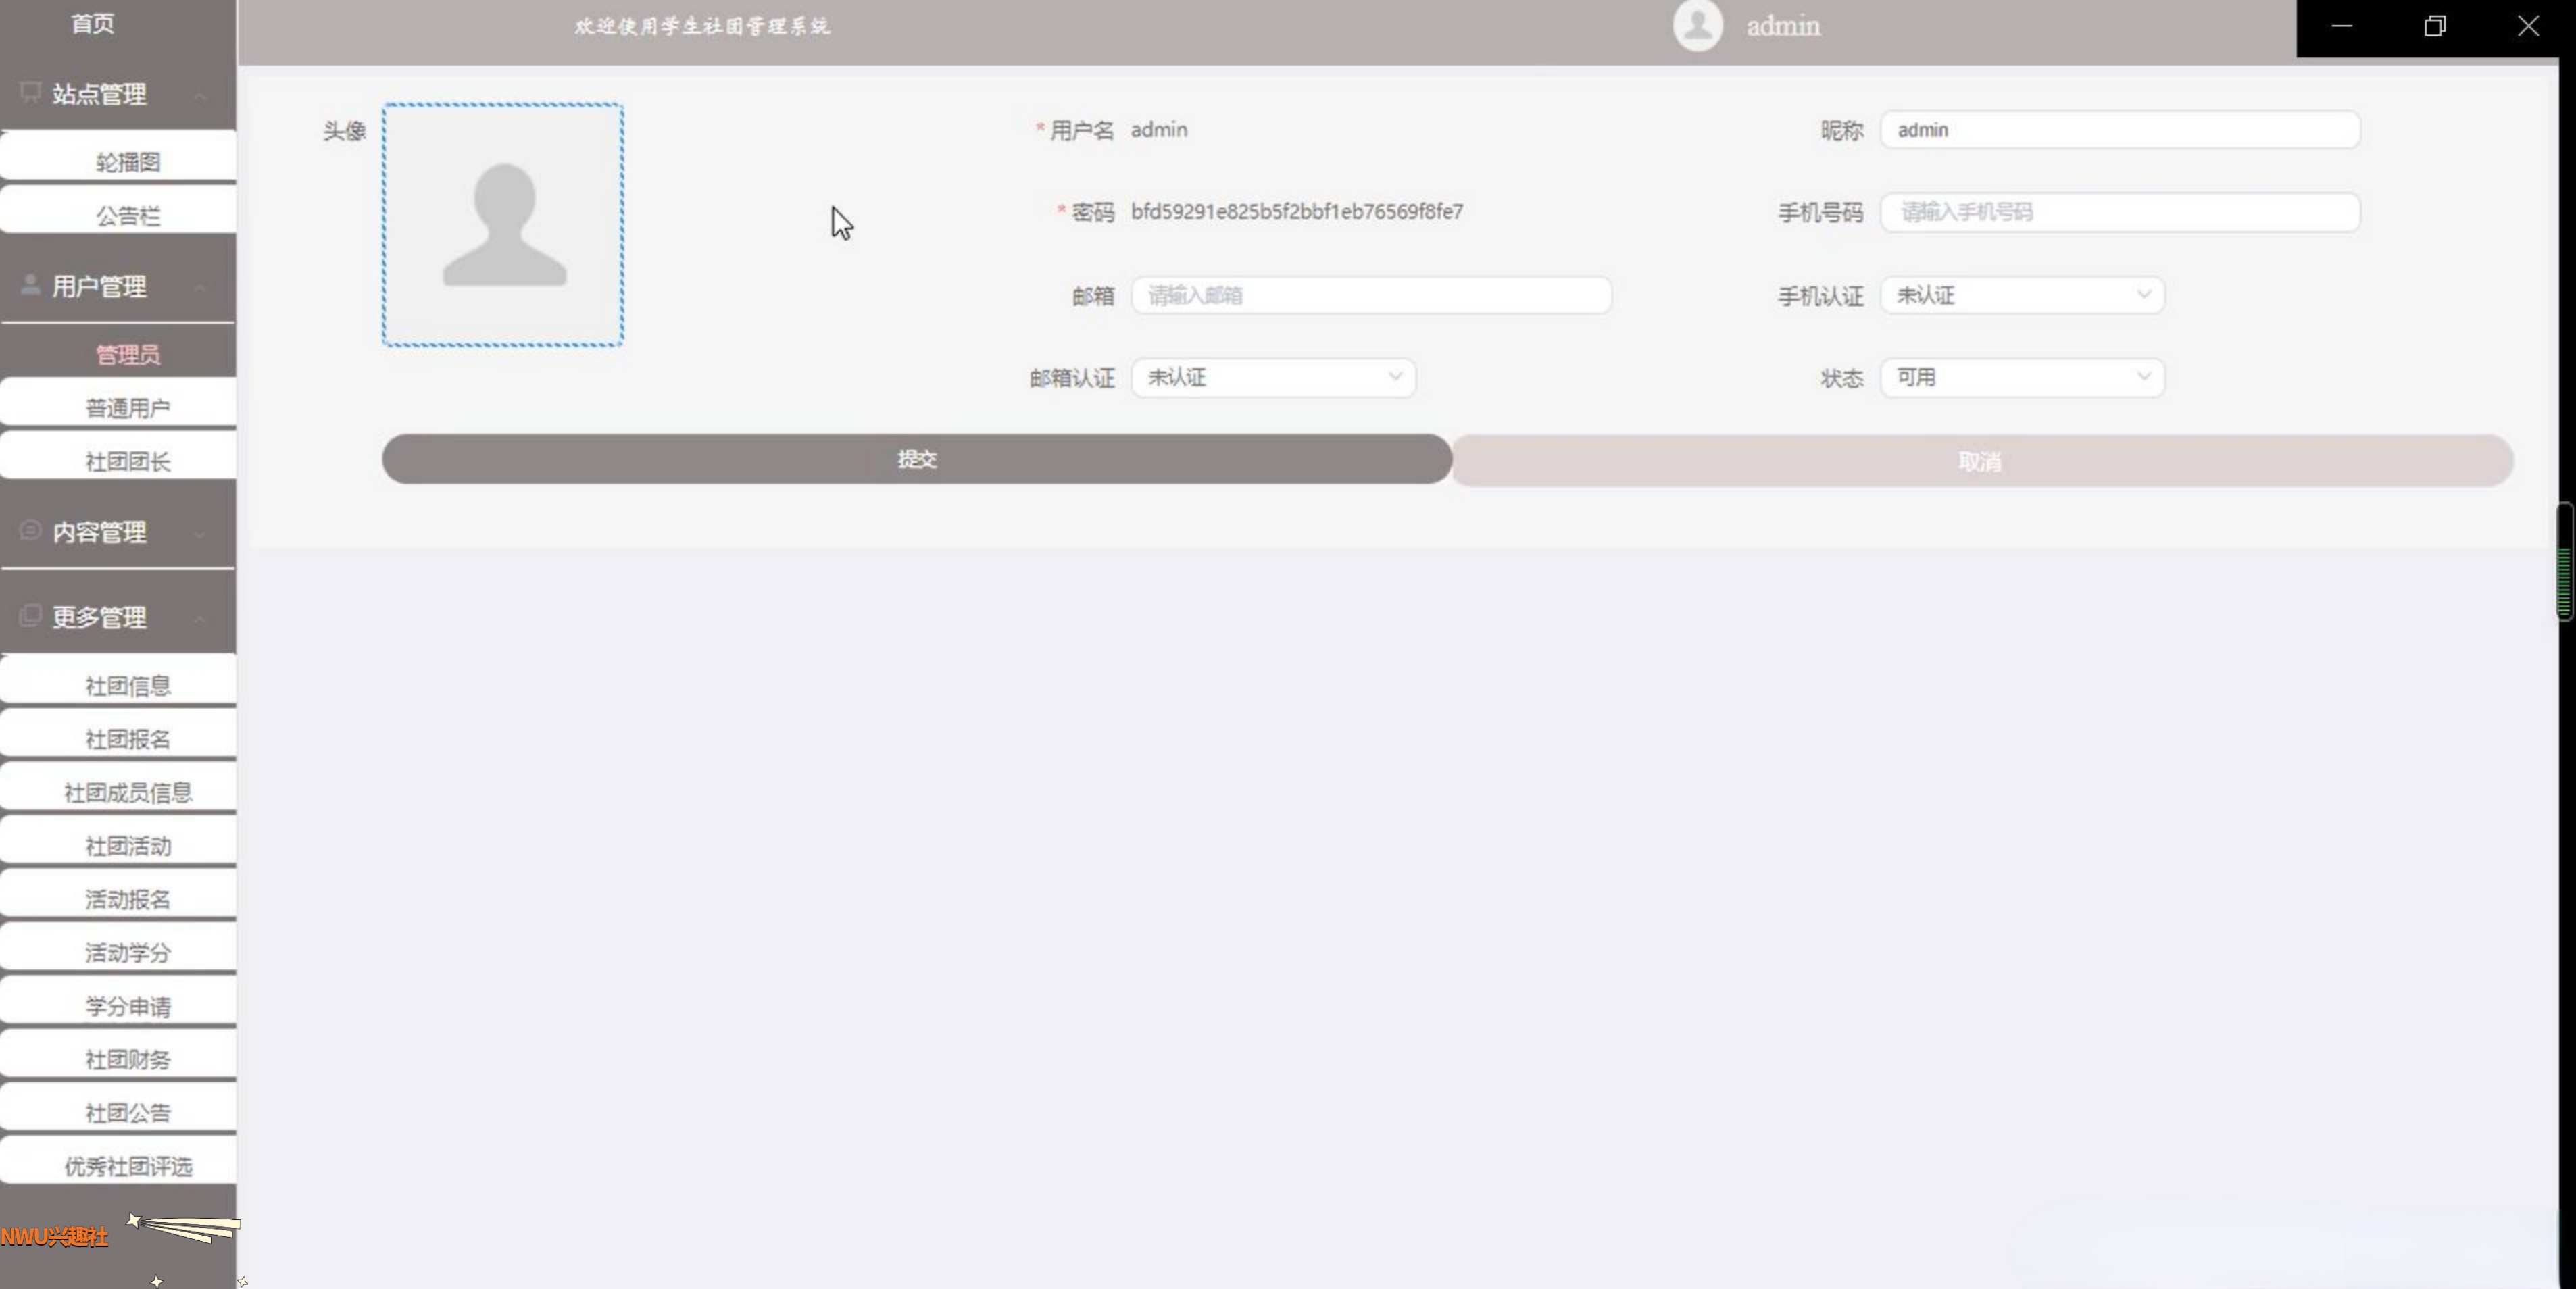 首页
欢迎使用学生社团管理系统
admin
站点管理
轮播图
公告栏
用户管理
管理员
普通用户
社团团长
内容管理
更多管理
社团信息
社团报名
社团成员信息
社团活动
活动报名
活动学分
学分申请
社团财务
社团公告
优秀社团评选
NWU兴趣社
头像
* 用户名 admin
昵称 admin
* 密码 bfd59291e825b5f2bbf1eb76569f8fe7
手机号码 请输入手机号码
邮箱 请输入邮箱
手机认证 未认证
邮箱认证 未认证
状态 可用
提交
取消